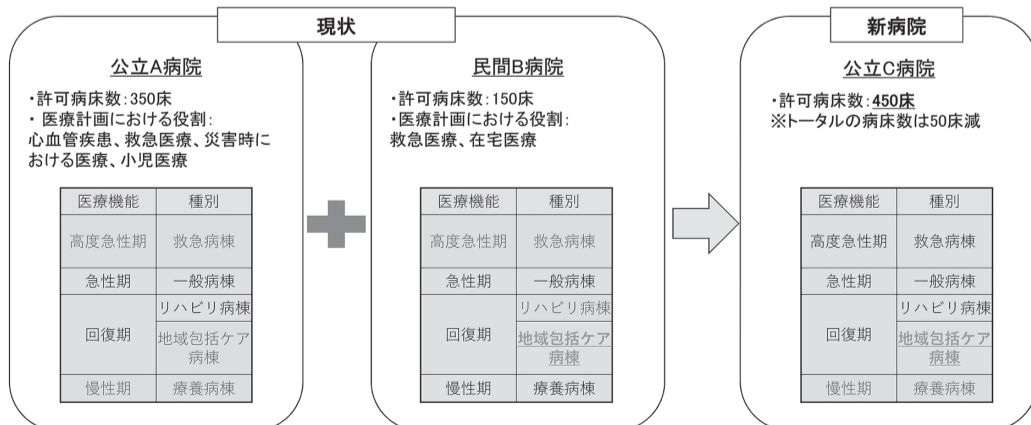 現状
公立A病院
・許可病床数:350床
・ 医療計画における役割:
心血管疾患、救急医療、災害時に
おける医療、小児医療
医療機能 種別
高度急性期 救急病棟
急性期 一般病棟
回復期 リハビリ病棟
地域包括ケア
病棟
慢性期 療養病棟
民間B病院
・許可病床数:150床
・医療計画における役割:
救急医療、在宅医療
医療機能 種別
高度急性期 救急病棟
急性期 一般病棟
回復期 リハビリ病棟
地域包括ケア
病棟
慢性期 療養病棟
新病院
公立C病院
・許可病床数:450床
※トータルの病床数は50床減
医療機能 種別
高度急性期 救急病棟
急性期 一般病棟
回復期 リハビリ病棟
地域包括ケア
病棟
慢性期 療養病棟